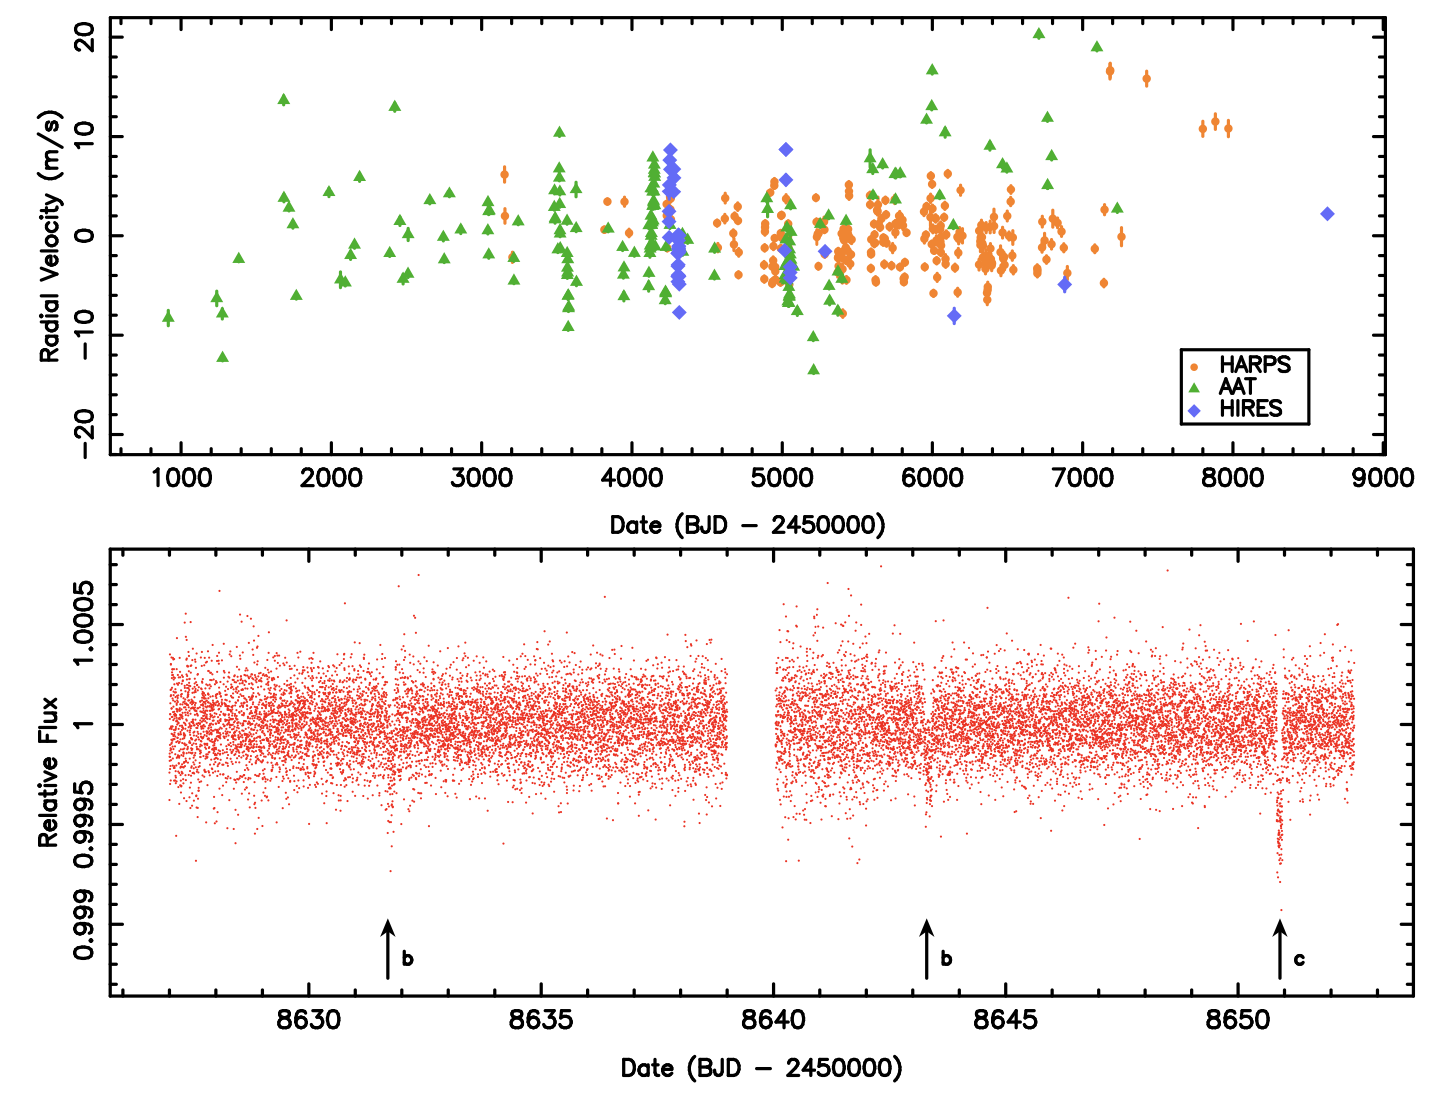 20
10
0
−10
−20
Radial Velocity (m/s)
HARPS
AAT
HIRES
1000 2000 3000 4000 5000 6000 7000 8000 9000
Date (BJD − 2450000)
1.0005
1
0.9995
0.999
Relative Flux
b b c
8630 8635 8640 8645 8650
Date (BJD − 2450000)